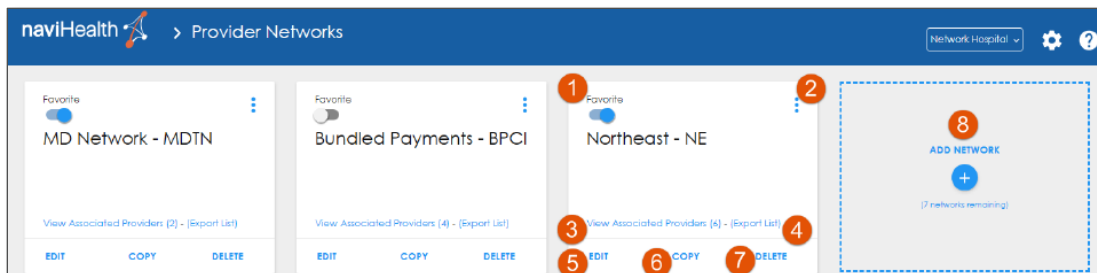 naviHealth > Provider Networks
Network Hospital
?
Favorite
MD Network - MDTN
View Associated Providers (2) - (Export List)
EDIT COPY DELETE
Favorite
Bundled Payments - BPCI
View Associated Providers (4) - (Export List)
EDIT COPY DELETE
1 Favorite 2
Northeast - NE
View Associated Providers (6) - (Export List)
3 4
5 EDIT 6 COPY 7 DELETE
8
ADD NETWORK
+
(7 networks remaining)